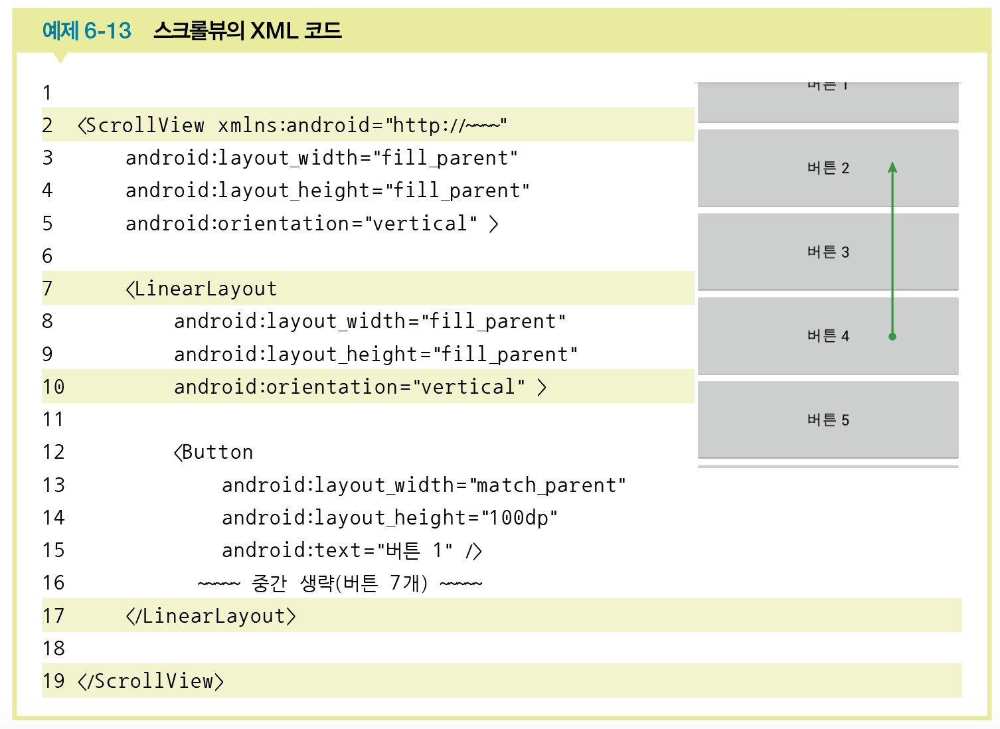 예제 6-13 스크롤뷰의 XML 코드
1
2 <ScrollView xmlns:android="http://~~~~"
3 android:layout_width="fill_parent"
4 android:layout_height="fill_parent"
5 android:orientation="vertical" >
6
7 <LinearLayout
8 android:layout_width="fill_parent"
9 android:layout_height="fill_parent"
10 android:orientation="vertical" >
11
12 <Button
13 android:layout_width="match_parent"
14 android:layout_height="100dp"
15 android:text="버튼 1" />
16 ~~~~~ 중간 생략(버튼 7개) ~~~~~
17 </LinearLayout>
18
19 </ScrollView>
버튼 1
버튼 2
버튼 3
버튼 4
버튼 5